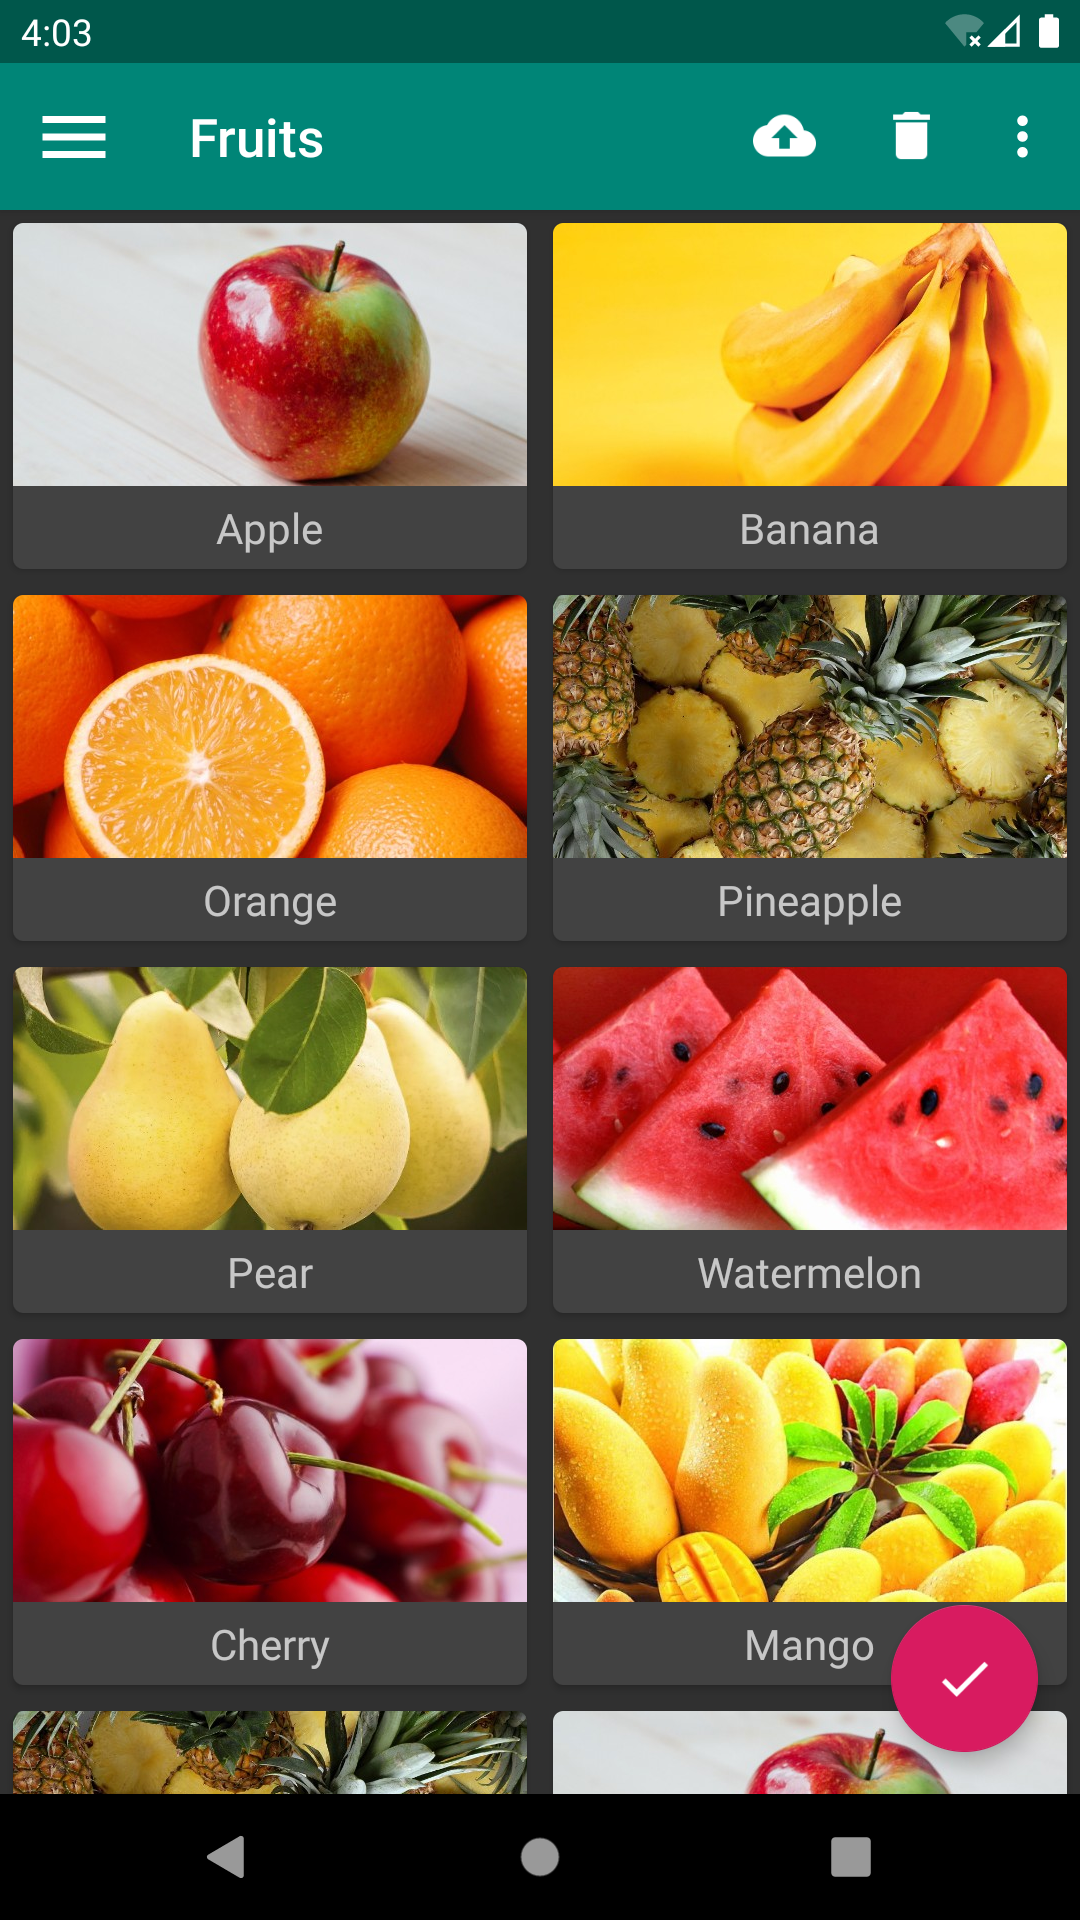 4:03
Fruits
Apple
Banana
Orange
Pineapple
Pear
Watermelon
Cherry
Mango